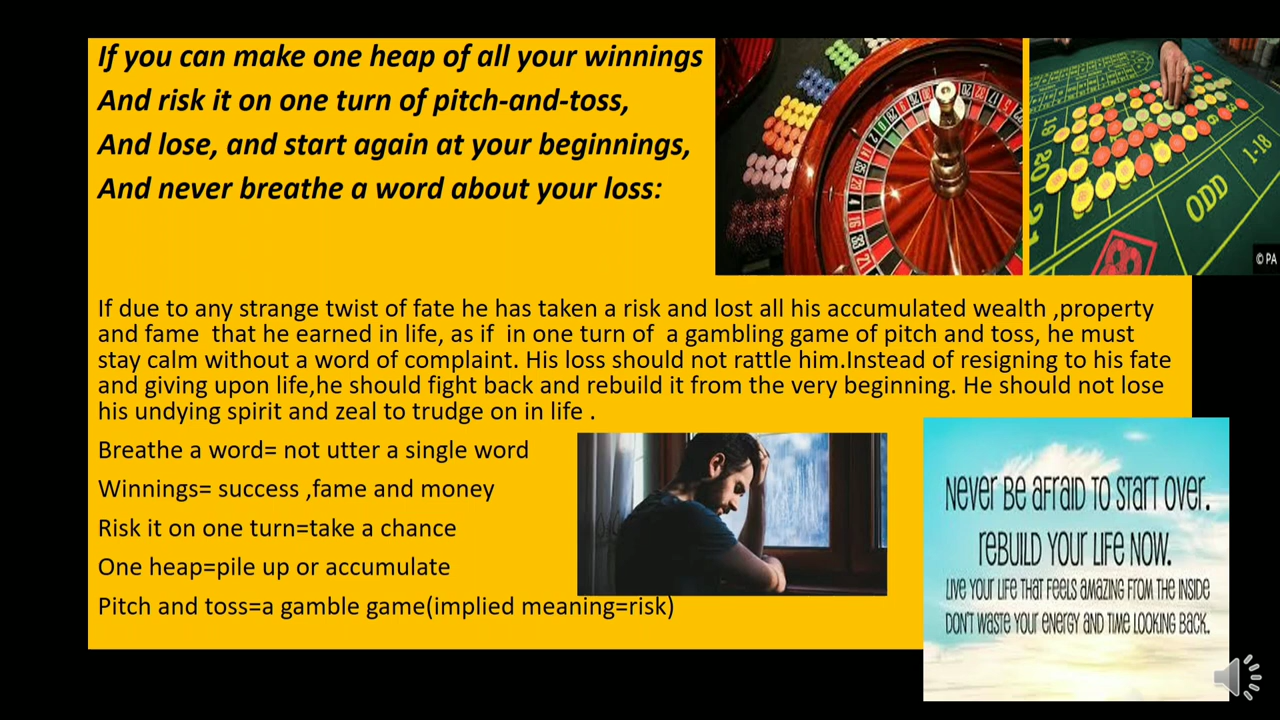 If you can make one heap of all your winnings
And risk it on one turn of pitch-and-toss,
And lose, and start again at your beginnings,
And never breathe a word about your loss:
ODD
1-18
© PA
If due to any strange twist of fate he has taken a risk and lost all his accumulated wealth ,property
and fame  that he earned in life, as if  in one turn of  a gambling game of pitch and toss, he must
stay calm without a word of complaint. His loss should not rattle him.Instead of resigning to his fate
and giving upon life,he should fight back and rebuild it from the very beginning. He should not lose
his undying spirit and zeal to trudge on in life .
Breathe a word= not utter a single word
Winnings= success ,fame and money
Risk it on one turn=take a chance
One heap=pile up or accumulate
Pitch and toss=a gamble game(implied meaning=risk)
NEVER BE AFRAID TO START OVER.
REBUILD YOUR LIFE NOW.
LIVE YOUR LIFE THAT FEELS AMAZING FROM THE INSIDE
DON'T WASTE YOUR ENERGY AND TIME LOOKING BACK.